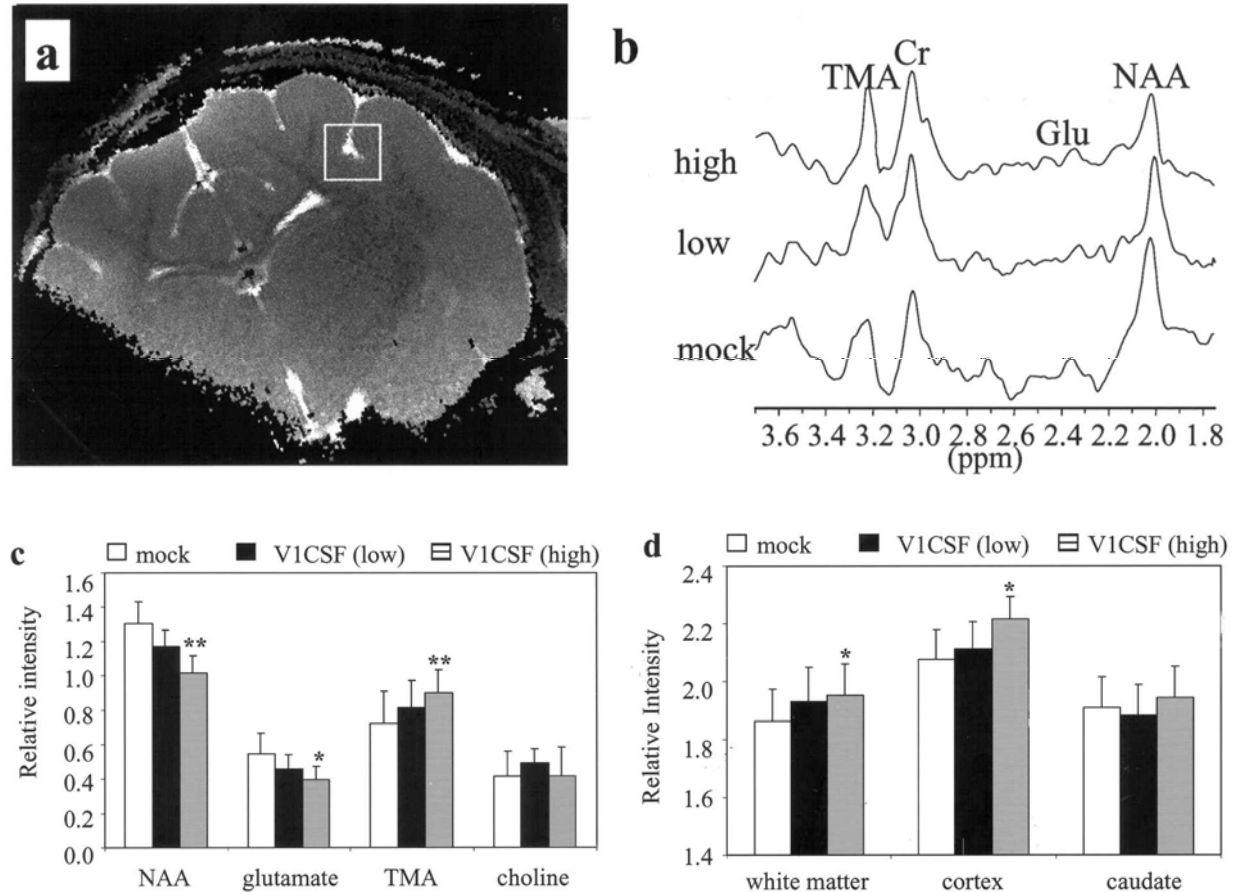 a
b
TMA Cr NAA
Glu
high
low
mock
3.6 3.4 3.2 3.0 2.8 2.6 2.4 2.2 2.0 1.8
(ppm)
c
mock V1CSF (low) V1CSF (high)
Relative intensity
1.6
1.4
1.2
1.0
0.8
0.6
0.4
0.2
0.0
**
*
**
NAA glutamate TMA choline
d
mock V1CSF (low) V1CSF (high)
Relative Intensity
2.4
2.2
2.0
1.8
1.6
1.4
*
*
white matter cortex caudate